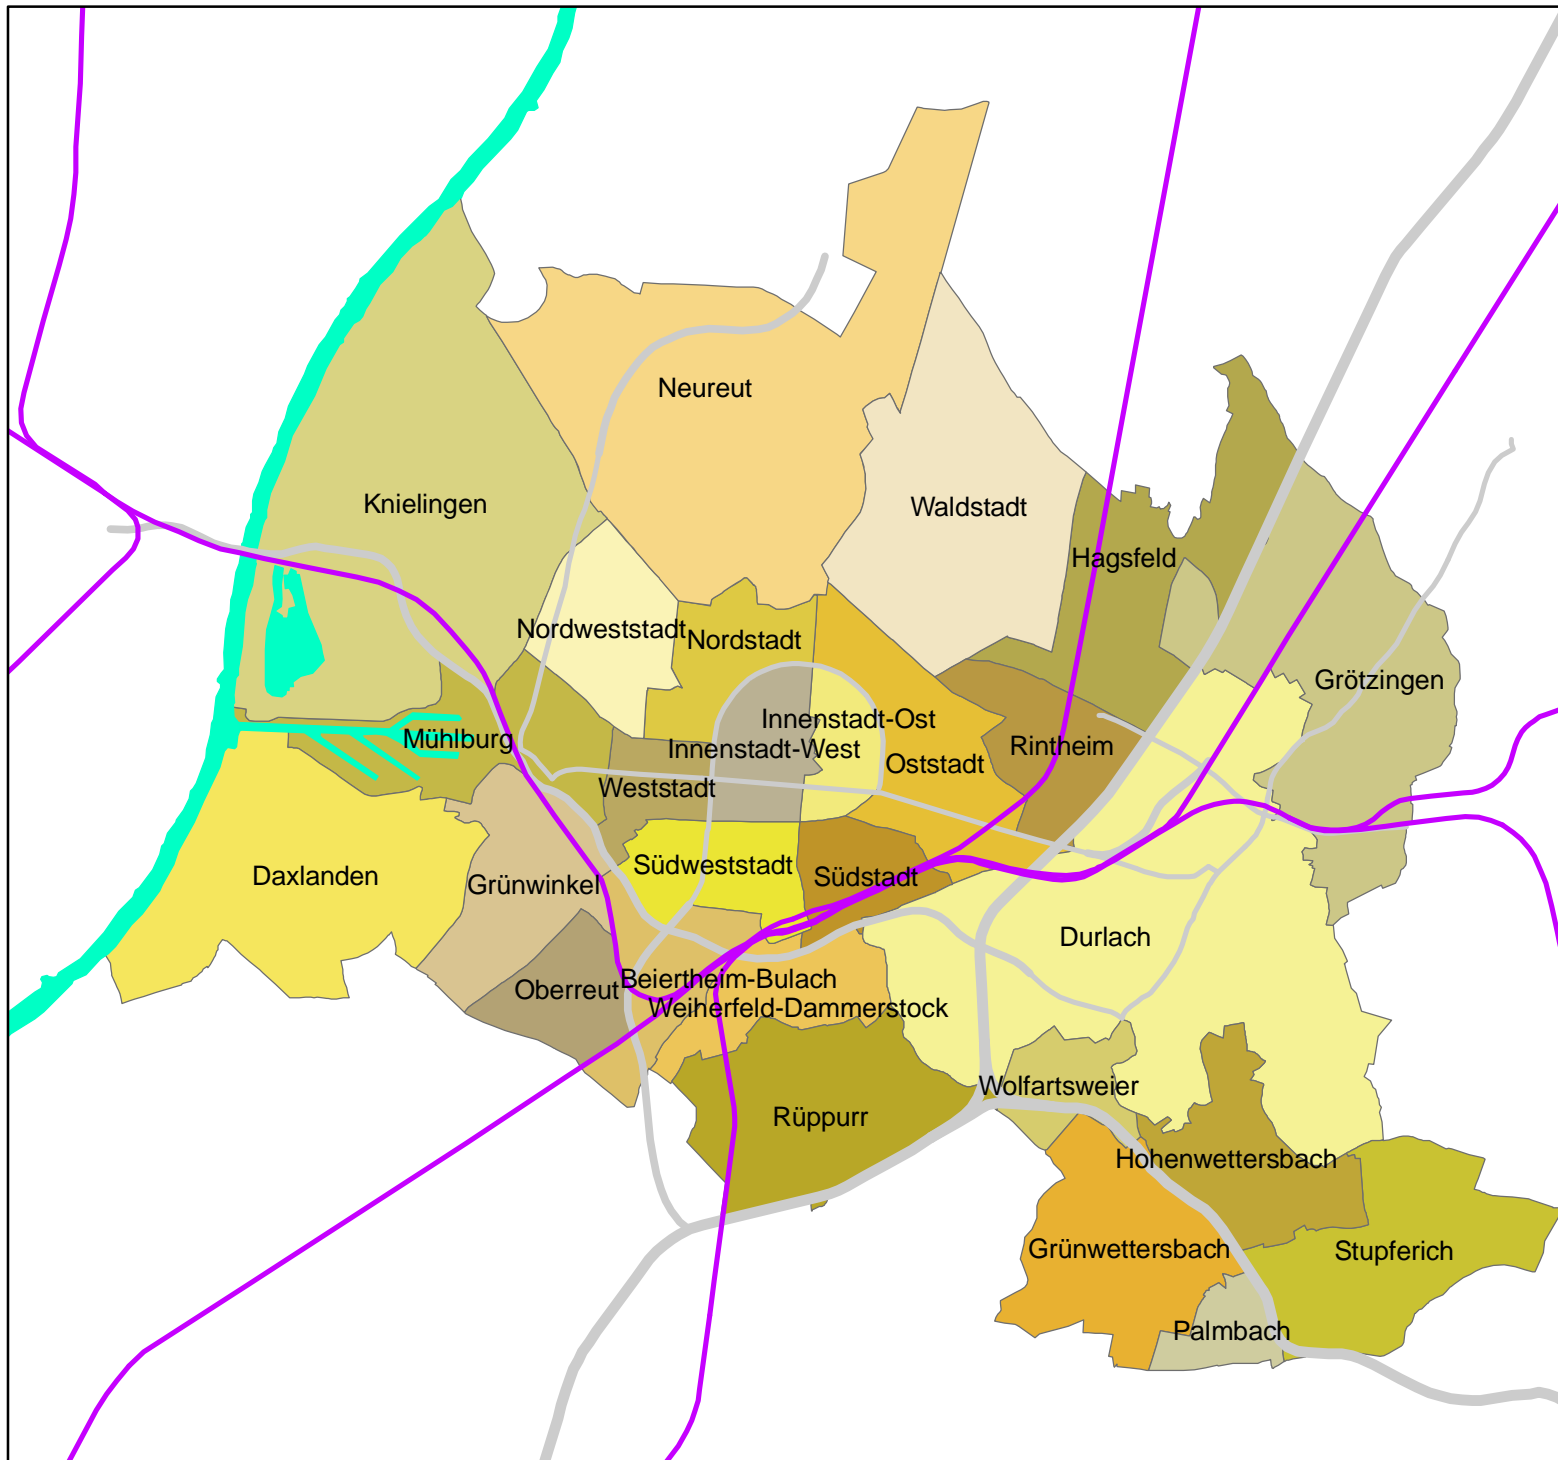 Neureut
Knielingen
Waldstadt
Hagsfeld
Nordweststadt
Nordstadt
Grötzingen
Innenstadt-Ost
Mühlburg
Innenstadt-West
Rintheim
Oststadt
Weststadt
Südweststadt
Daxlanden
Grünwinkel
Südstadt
Durlach
Beiertheim-Bulach
Oberreut
Weiherfeld-Dammerstock
Wolfartsweier
Rüppurr
Hohenwettersbach
Grünwettersbach
Stupferich
Palmbach